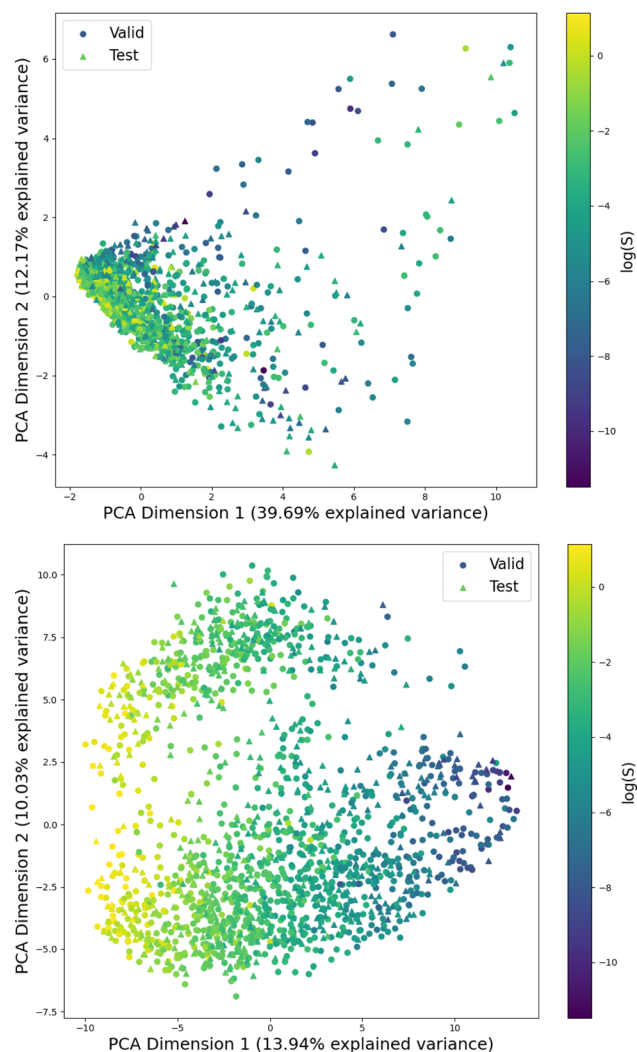 Valid
Test
6
4
2
0
−2
−4
PCA Dimension 2 (12.17% explained variance)
−2 0 2 4 6 8 10
PCA Dimension 1 (39.69% explained variance)
0
−2
−4
−6
−8
−10
log(S)
Valid
Test
10.0
7.5
5.0
2.5
0.0
−2.5
−5.0
−7.5
PCA Dimension 2 (10.03% explained variance)
−10 −5 0 5 10
PCA Dimension 1 (13.94% explained variance)
0
−2
−4
−6
−8
−10
log(S)